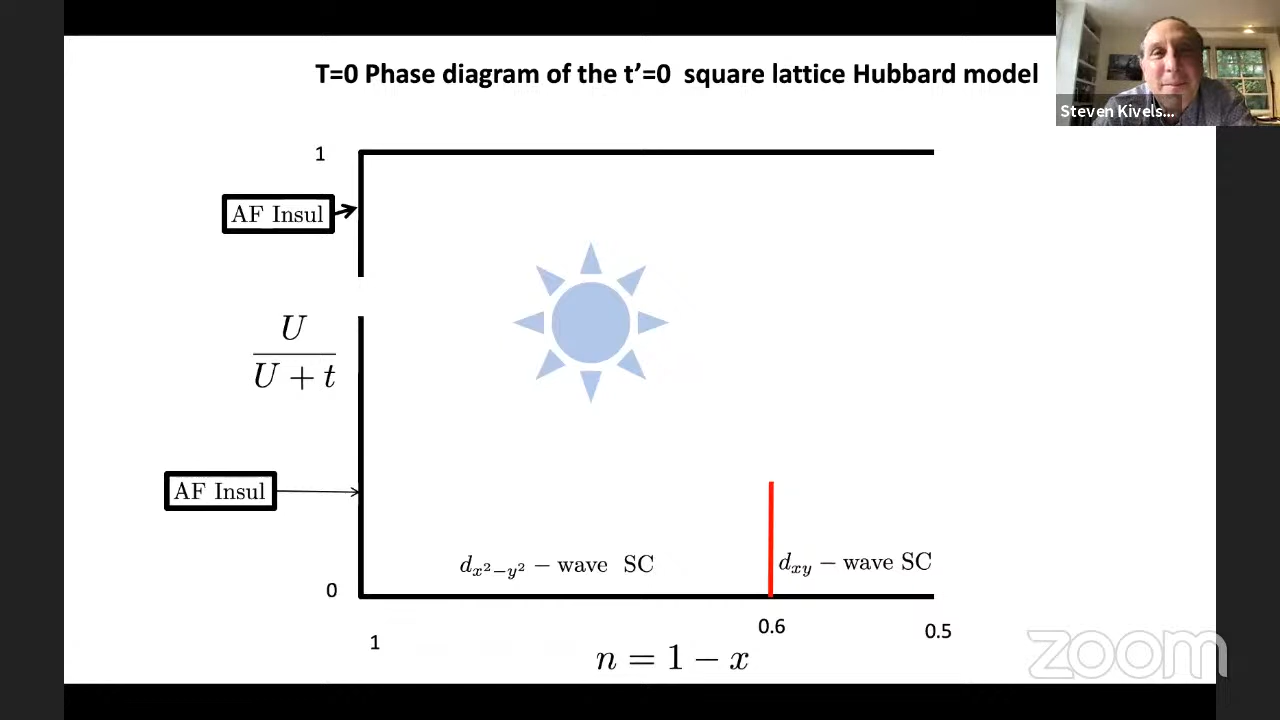 T=0 Phase diagram of the t’=0 square lattice Hubbard model
Steven Kivels...
1
AF Insul
U
U + t
AF Insul
d_{x²−y²} − wave SC
d_{xy} − wave SC
0
1
0.6
0.5
n = 1 − x
zoom